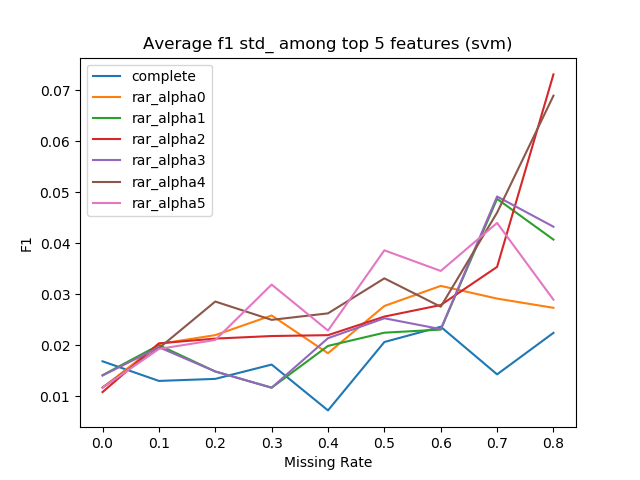 Average f1 std_ among top 5 features (svm)
complete
rar_alpha0
rar_alpha1
rar_alpha2
rar_alpha3
rar_alpha4
rar_alpha5
0.07
0.06
0.05
0.04
0.03
0.02
0.01
F1
0.0 0.1 0.2 0.3 0.4 0.5 0.6 0.7 0.8
Missing Rate